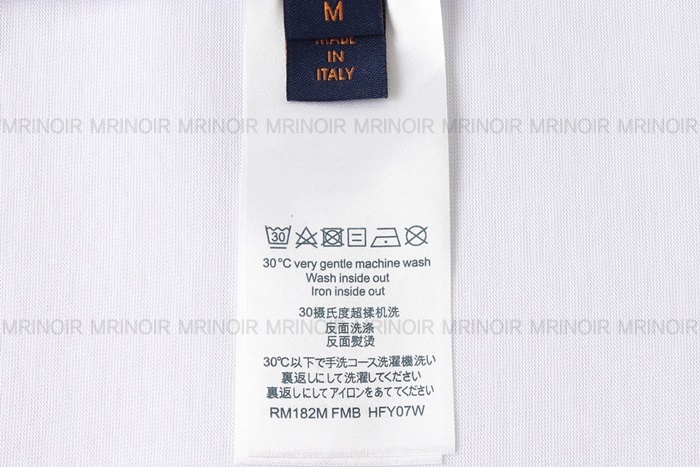 M
MADE
IN
ITALY
MRINOIR MRINOIR MRINOIR MRINOIR MRINOIR MRINOIR MRINOIR MRINOIR
30
30°C very gentle machine wash
Wash inside out
Iron inside out
30摄氏度超揉机洗
反面洗涤
MRINOIR MRINOIR MRINOIR MRINOIR MRINOIR MRINOIR MRINOIR MRINOIR
反面熨烫
30℃以下で手洗コース洗濯機洗い
裏返しにして洗濯してください
裏返しにしてアイロンをあててください
RM182M FMB HFY07W